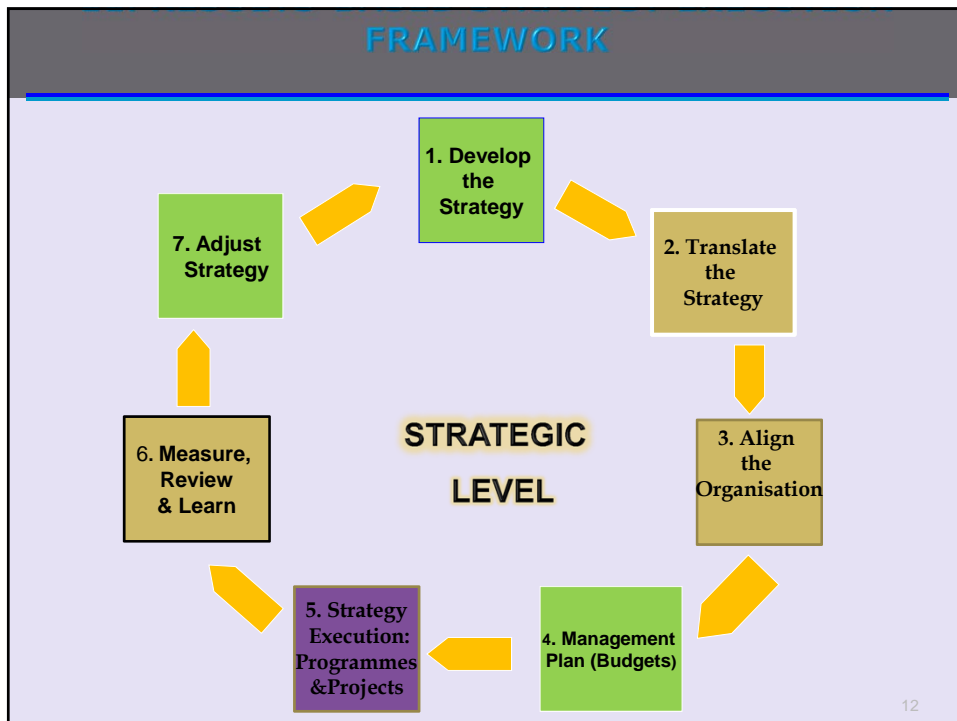 FRAMEWORK
1. Develop
the
Strategy
2. Translate
the
Strategy
3. Align
the
Organisation
4. Management
Plan (Budgets)
5. Strategy
Execution:
Programmes
&Projects
6. Measure,
Review
& Learn
7. Adjust
Strategy
STRATEGIC
LEVEL
12